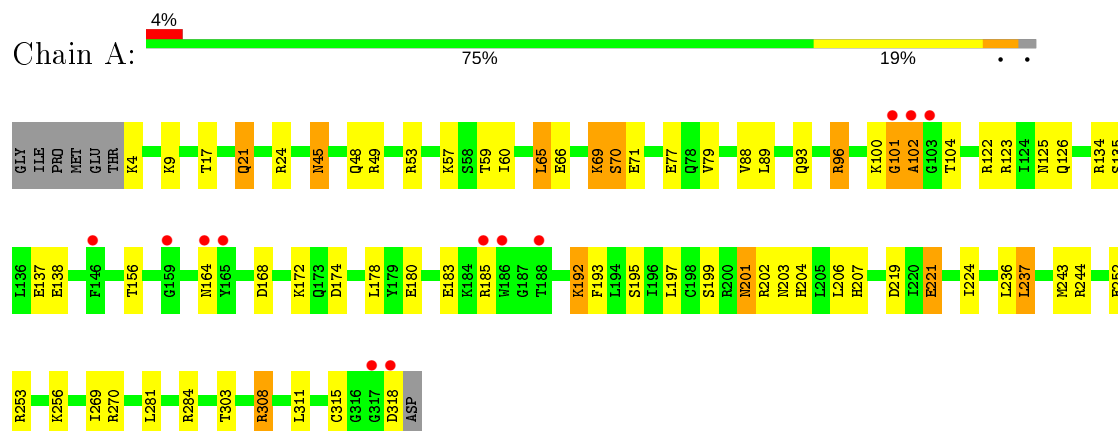 4%
Chain A:
75% 19% • •
GLY ILE PRO MET GLU THR K4 K9 T17 Q21 R24 N45 Q48 R49 R53 K57 S58 T59 I60 L65 E66 K69 S70 E71 E77 Q78 V79 V88 L89 Q93 R96 K100 G101 A102 G103 T104 R122 R123 I124 N125 Q126 R134 S135
L136 E137 E138 F146 T156 G159 N164 Y165 D168 K172 Q173 D174 L178 Y179 E180 E183 K184 R185 W186 G187 T188 K192 F193 L194 S195 I196 L197 C198 S199 R200 N201 R202 N203 H204 L205 L206 H207 D219 I220 E221 I224 L236 L237 M243 R244
R253 K256 I269 R270 L281 R284 T303 R308 L311 C315 G316 G317 D318 ASP